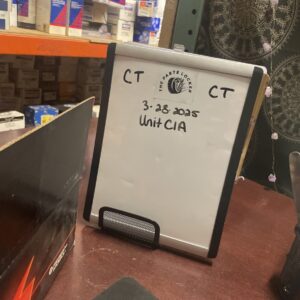 CT THE PARTS LOCKER CT
3-28-2025
Unit C1A